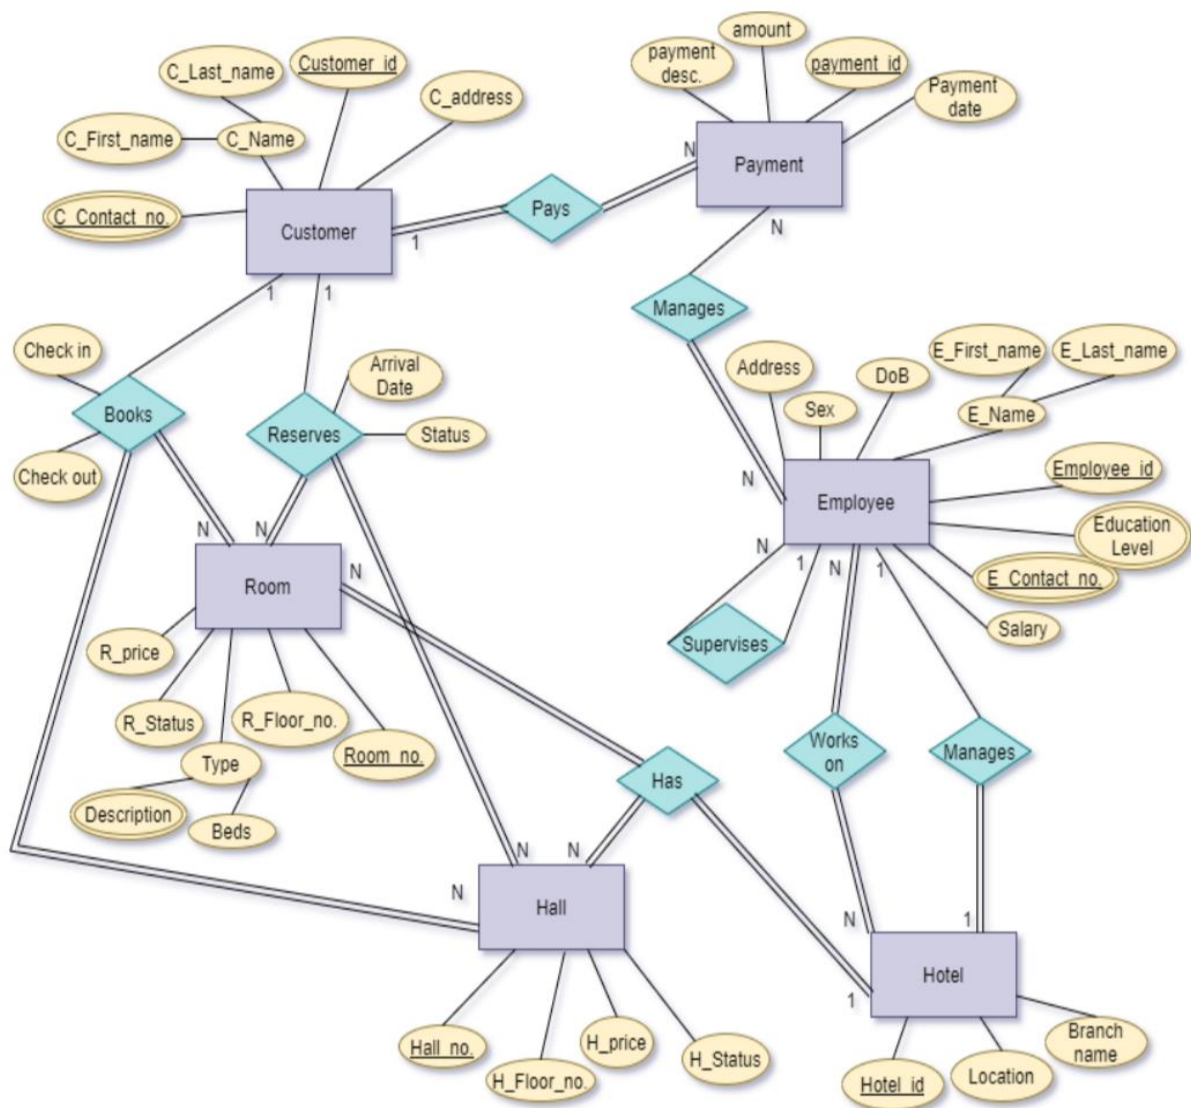 amount
C_Last_name
Customer_id
payment
desc.
payment_id
Payment
date
C_address
C_First_name
C_Name
N
Payment
C_Contact_no.
Customer
1
Pays
N
1
1
Manages
Check in
Arrival
Date
E_First_name
E_Last_name
Address
DoB
Sex
E_Name
Books
Reserves
Status
Check out
Employee_id
N
Employee
Education
Level
N
N
N
1
N
1
E_Contact_no.
Room
N
Salary
Supervises
R_price
R_Status
R_Floor_no.
Type
Room_no.
Has
Works
on
Manages
Description
Beds
N
N
N
Hall
N
1
Hotel
1
Hall_no.
H_price
H_Floor_no.
H_Status
Branch
name
Hotel_id
Location